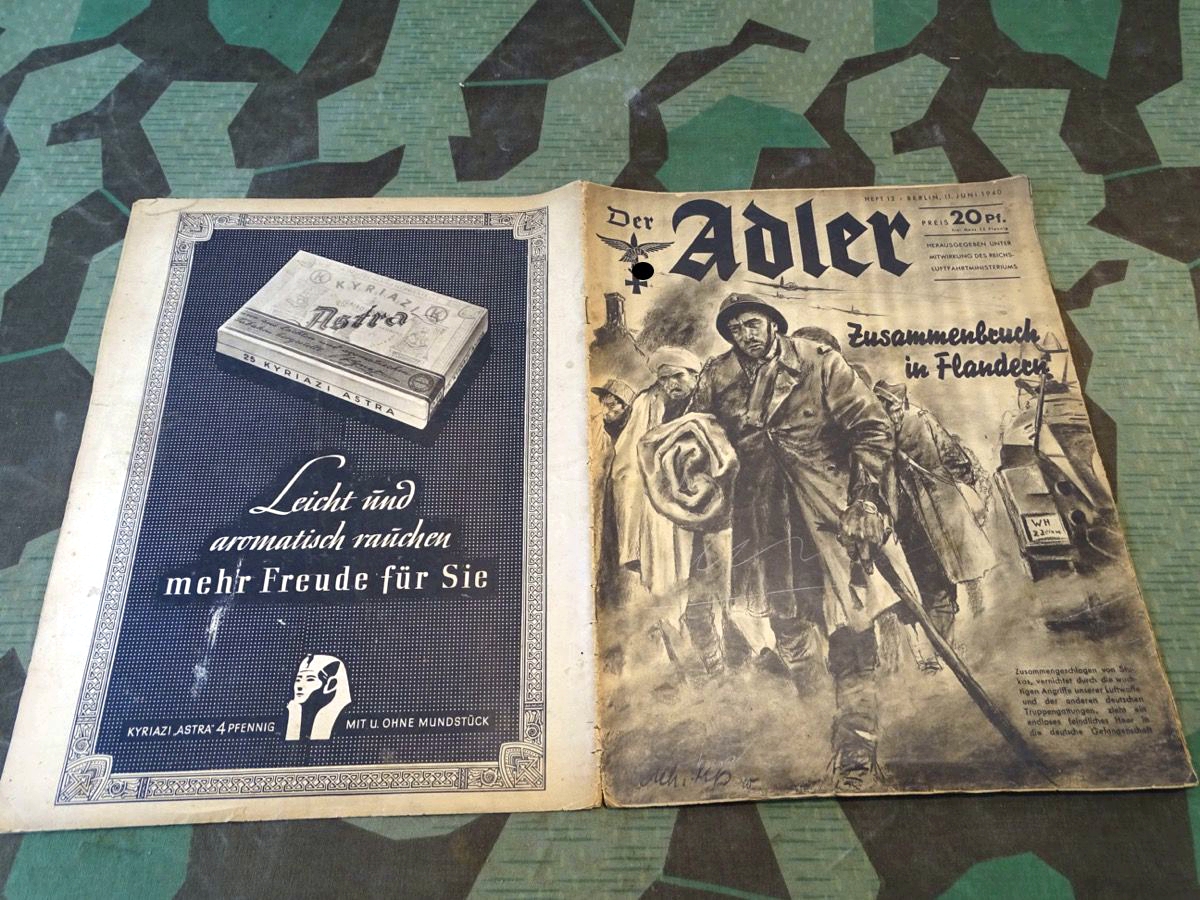 KYRIAZI
Astra
25 KYRIAZI ASTRA
Leicht und
aromatisch rauchen
mehr Freude für Sie
KYRIAZI „ASTRA“ 4 PFENNIG
MIT U. OHNE MUNDSTÜCK
HEFT 12 • BERLIN, 11. JUNI 1940
Der
Adler
PREIS 20 Pf.
HERAUSGEGEBEN UNTER
MITWIRKUNG DES REICHS-
LUFTFAHRTMINISTERIUMS
Zusammenbruch
in Flandern
WH
Zusammengeschlagen von Stu-
kas, vernichtet durch die wuch-
tigen Angriffe unserer Luftwaffe
und der anderen deutschen
Truppengattungen, zieht ein
endloses feindliches Heer in
die deutsche Gefangenschaft